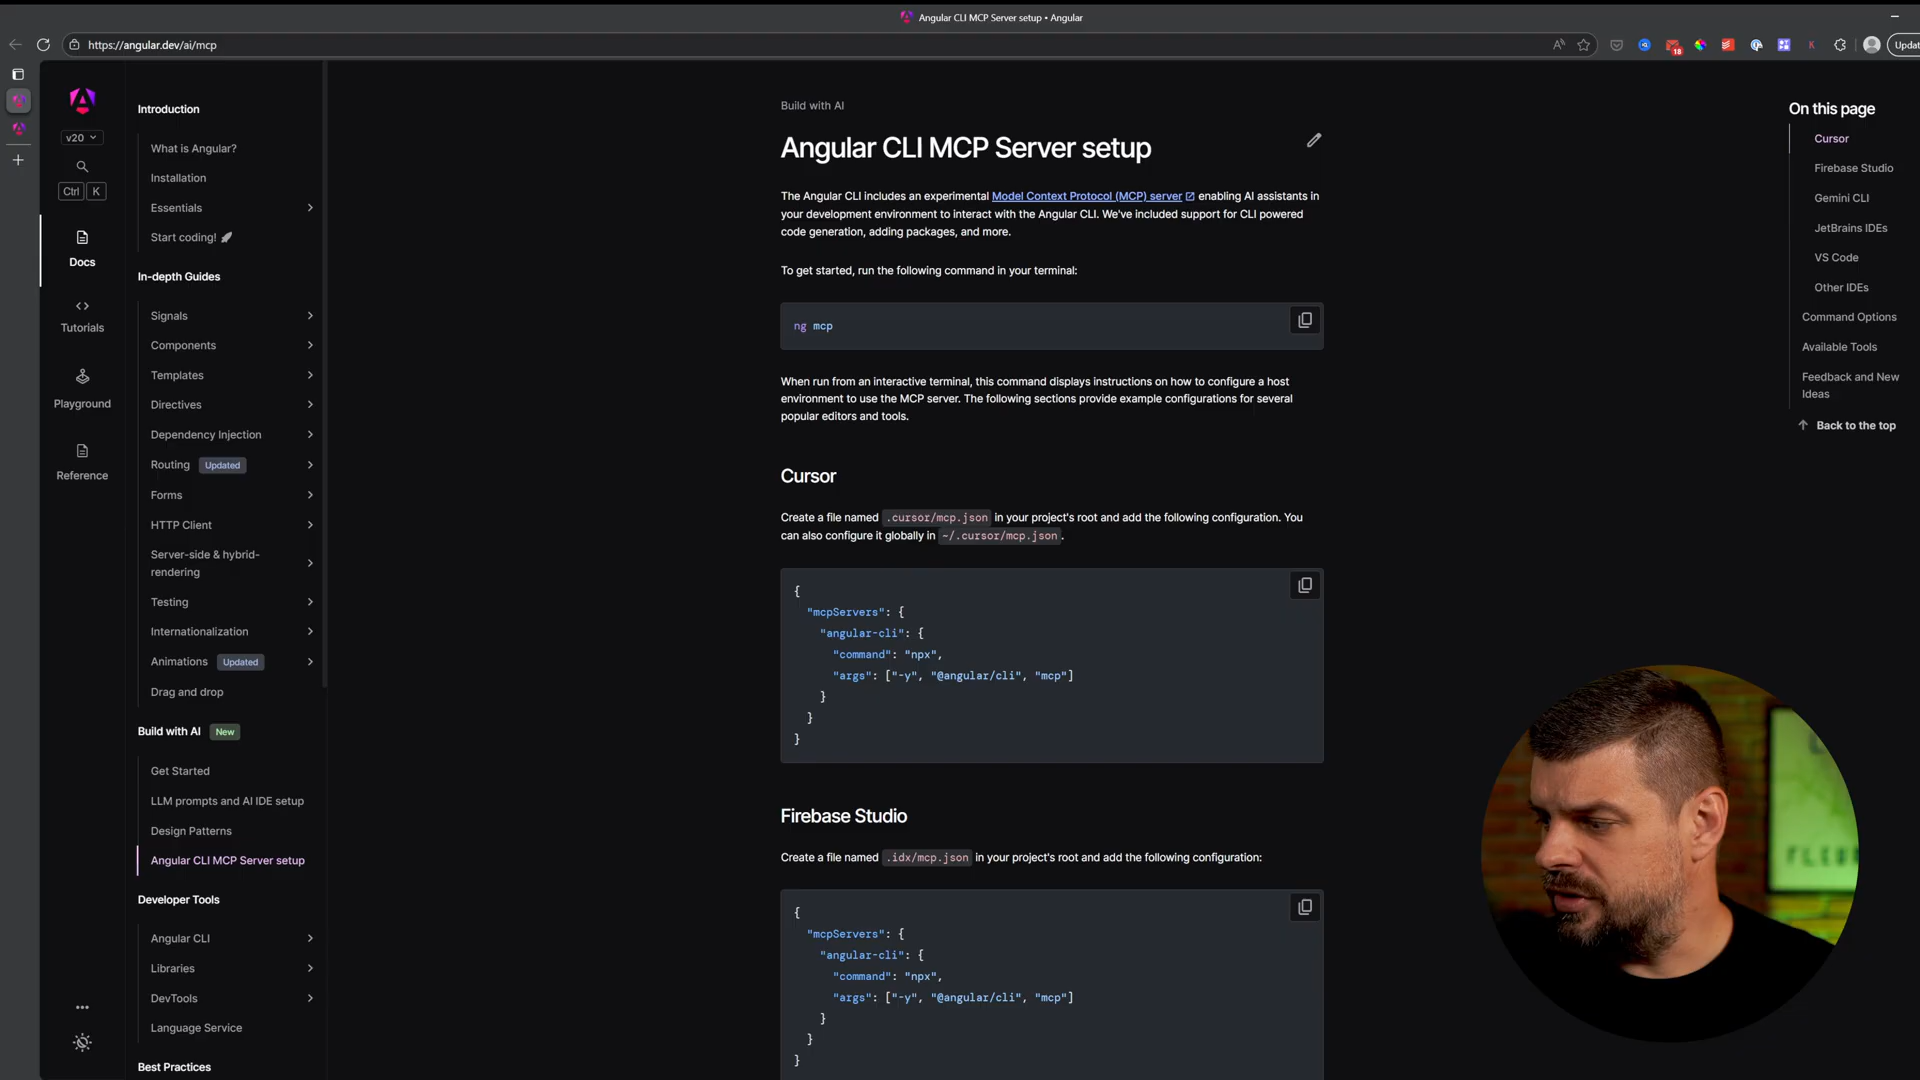 Angular CLI MCP Server setup • Angular
https://angular.dev/ai/mcp
18
Updat
v20
Ctrl K
Docs
Tutorials
Playground
Reference
Introduction
What is Angular?
Installation
Essentials
Start coding! 🚀
In-depth Guides
Signals
Components
Templates
Directives
Dependency Injection
Routing Updated
Forms
HTTP Client
Server-side & hybrid-
rendering
Testing
Internationalization
Animations Updated
Drag and drop
Build with AI New
Get Started
LLM prompts and AI IDE setup
Design Patterns
Angular CLI MCP Server setup
Developer Tools
Angular CLI
Libraries
DevTools
Language Service
Best Practices
Build with AI
Angular CLI MCP Server setup
The Angular CLI includes an experimental Model Context Protocol (MCP) server enabling AI assistants in
your development environment to interact with the Angular CLI. We've included support for CLI powered
code generation, adding packages, and more.
To get started, run the following command in your terminal:
ng mcp
When run from an interactive terminal, this command displays instructions on how to configure a host
environment to use the MCP server. The following sections provide example configurations for several
popular editors and tools.
Cursor
Create a file named .cursor/mcp.json in your project's root and add the following configuration. You
can also configure it globally in ~/.cursor/mcp.json.
{
"mcpServers": {
"angular-cli": {
"command": "npx",
"args": ["-y", "@angular/cli", "mcp"]
}
}
}
Firebase Studio
Create a file named .idx/mcp.json in your project's root and add the following configuration:
{
"mcpServers": {
"angular-cli": {
"command": "npx",
"args": ["-y", "@angular/cli", "mcp"]
}
}
}
On this page
Cursor
Firebase Studio
Gemini CLI
JetBrains IDEs
VS Code
Other IDEs
Command Options
Available Tools
Feedback and New
Ideas
Back to the top